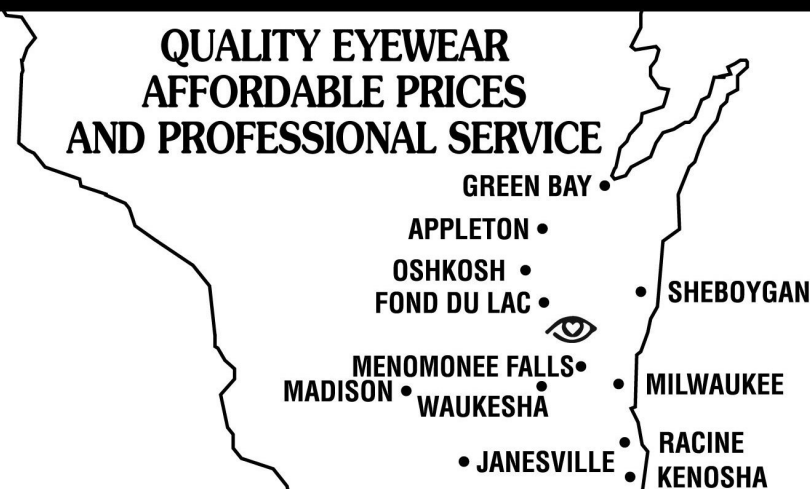 QUALITY EYEWEAR
AFFORDABLE PRICES
AND PROFESSIONAL SERVICE
GREEN BAY
APPLETON
OSHKOSH
FOND DU LAC
SHEBOYGAN
MENOMONEE FALLS
MADISON
WAUKESHA
MILWAUKEE
RACINE
JANESVILLE
KENOSHA